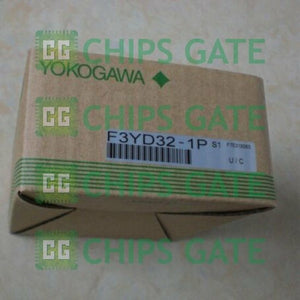 CHIPS GATE
YOKOGAWA
CHIPS GATE
F3YD32-1P S1
U/C
CHIPS GATE
CHIPS GATE